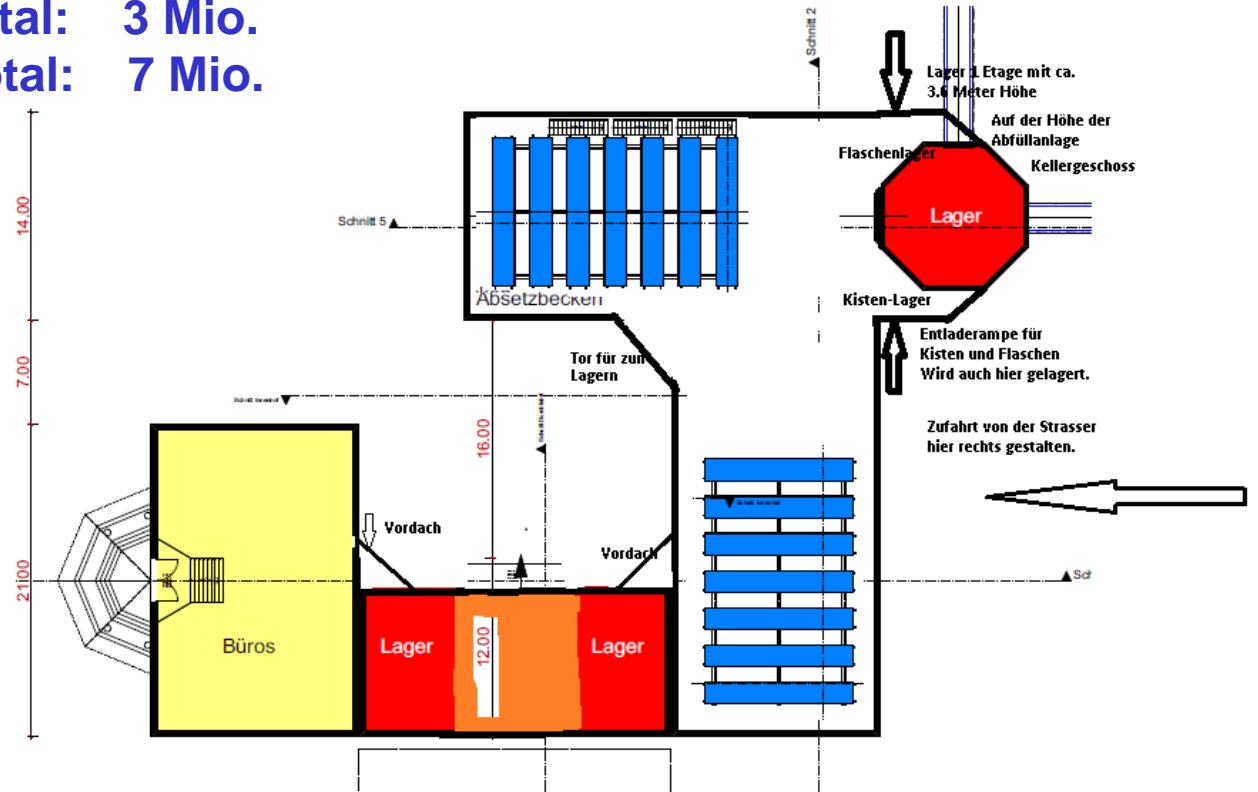 tal: 3 Mio.
otal: 7 Mio.
Schnitt 2
Lager 1 Etage mit ca.
3.6 Meter Höhe
Auf der Höhe der
Abfüllanlage
Flaschenlager
Kellergeschoss
14.00
Schnitt 5
Lager
Absetzbecken
Kisten-Lager
Entladerampe für
Kisten und Flaschen
Wird auch hier gelagert.
Tor für zun
Lagern
7.00
16.00
Zufahrt von der Strasser
hier rechts gestalten.
Vordach
Vordach
21.00
Sch
Büros
Lager
12.00
Lager